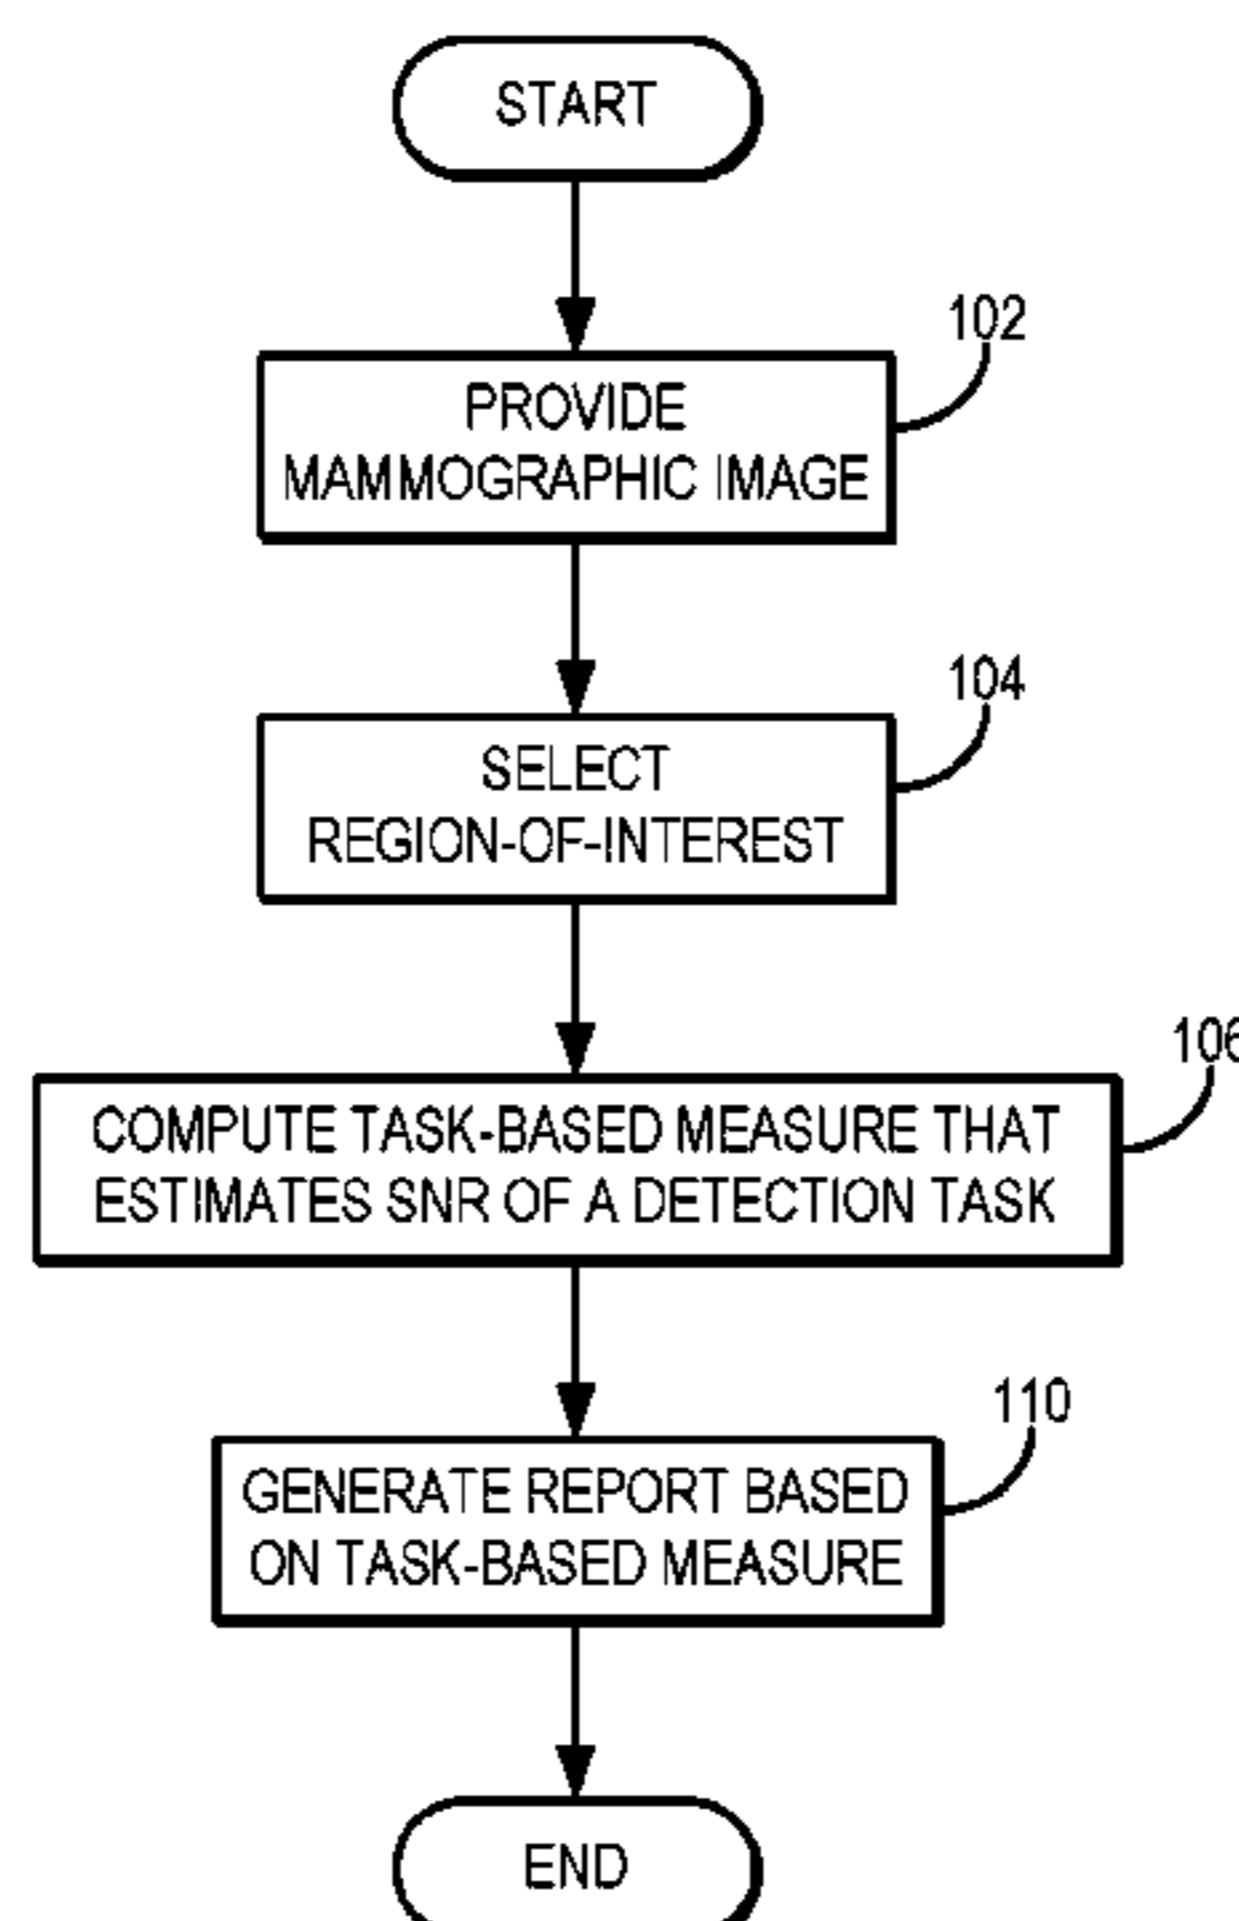 START
102
PROVIDE
MAMMOGRAPHIC IMAGE
104
SELECT
REGION-OF-INTEREST
106
COMPUTE TASK-BASED MEASURE THAT
ESTIMATES SNR OF A DETECTION TASK
110
GENERATE REPORT BASED
ON TASK-BASED MEASURE
END